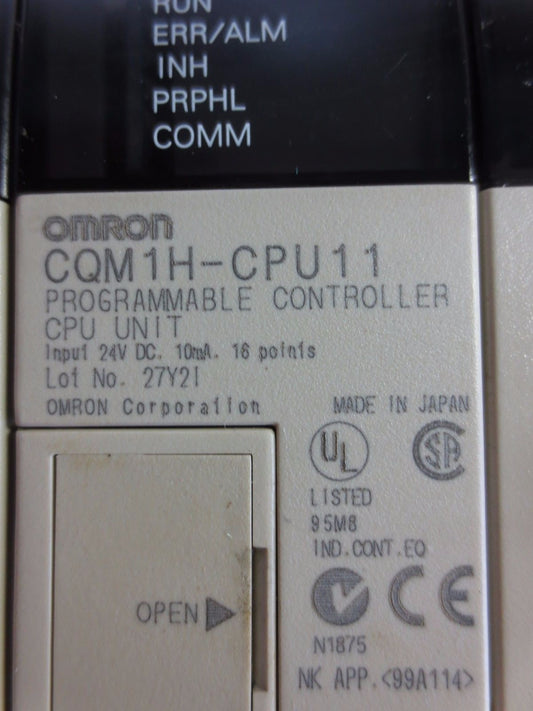 RUN
ERR/ALM
INH
PRPHL
COMM
OMRON
CQM1H-CPU11
PROGRAMMABLE CONTROLLER
CPU UNIT
Input 24V DC. 10mA. 16 points
Lot No. 27Y2I
OMRON Corporation MADE IN JAPAN
UL SA
LISTED
95M8
IND.CONT.EQ
OPEN
CE
N1875
NK APP.<99A114>